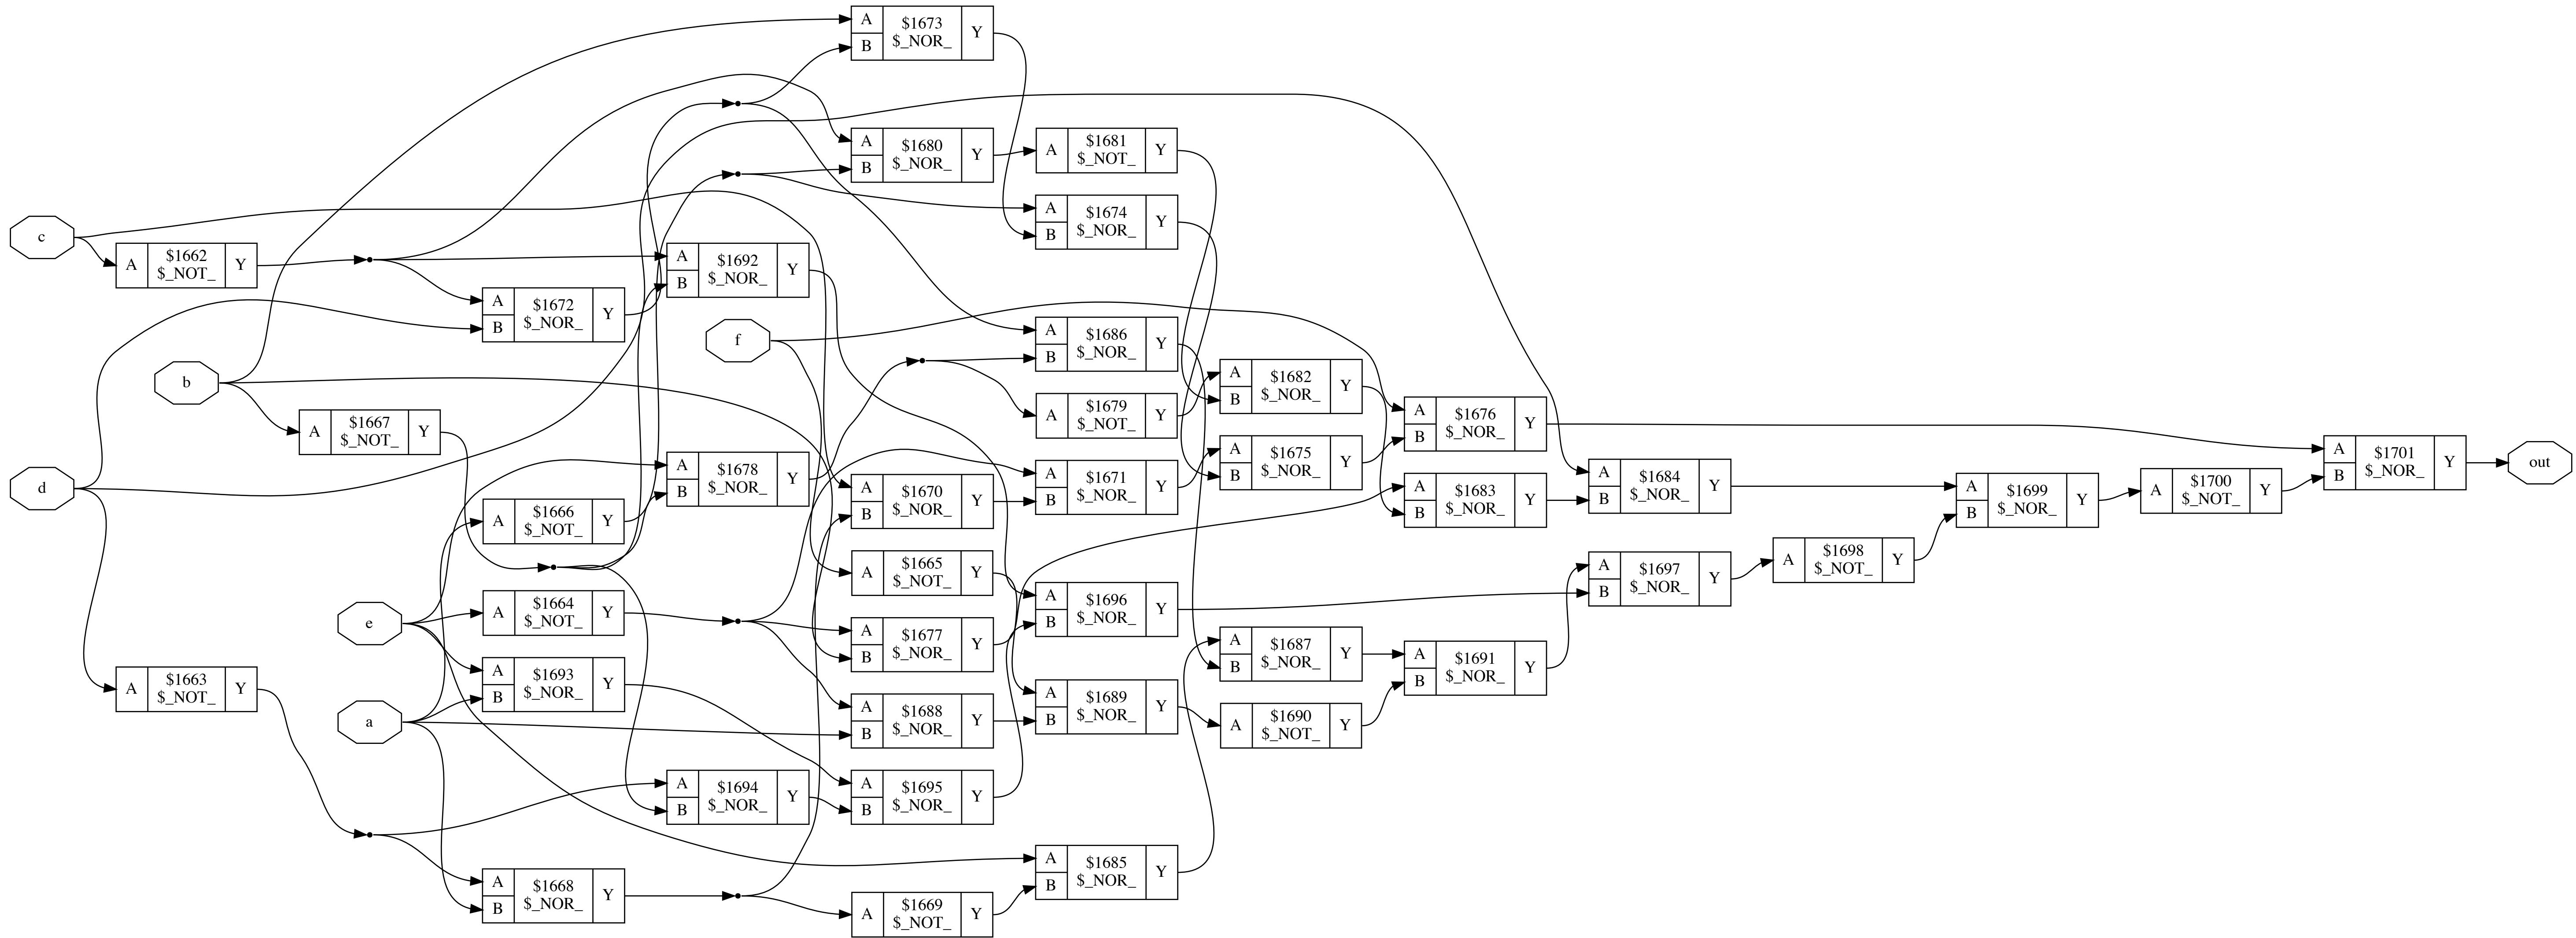 A
B
$1673
$_NOR_
Y
A
B
$1680
$_NOR_
Y
A
$1681
$_NOT_
Y
A
B
$1674
$_NOR_
Y
c
A
$1662
$_NOT_
Y
A
B
$1692
$_NOR_
Y
A
B
$1672
$_NOR_
Y
f
A
B
$1686
$_NOR_
Y
b
A
B
$1682
$_NOR_
Y
A
$1679
$_NOT_
Y
A
B
$1676
$_NOR_
Y
A
$1667
$_NOT_
Y
A
B
$1675
$_NOR_
Y
A
B
$1701
$_NOR_
Y
out
d
A
B
$1678
$_NOR_
Y
A
B
$1670
$_NOR_
Y
A
B
$1671
$_NOR_
Y
A
B
$1683
$_NOR_
Y
A
B
$1684
$_NOR_
Y
A
B
$1699
$_NOR_
Y
A
$1700
$_NOT_
Y
A
$1666
$_NOT_
Y
A
$1665
$_NOT_
Y
A
$1698
$_NOT_
Y
A
B
$1697
$_NOR_
Y
e
A
$1664
$_NOT_
Y
A
B
$1696
$_NOR_
Y
A
B
$1677
$_NOR_
Y
A
B
$1687
$_NOR_
Y
A
B
$1691
$_NOR_
Y
A
$1663
$_NOT_
Y
A
B
$1693
$_NOR_
Y
a
A
B
$1688
$_NOR_
Y
A
B
$1689
$_NOR_
Y
A
$1690
$_NOT_
Y
A
B
$1694
$_NOR_
Y
A
B
$1695
$_NOR_
Y
A
B
$1685
$_NOR_
Y
A
B
$1668
$_NOR_
Y
A
$1669
$_NOT_
Y